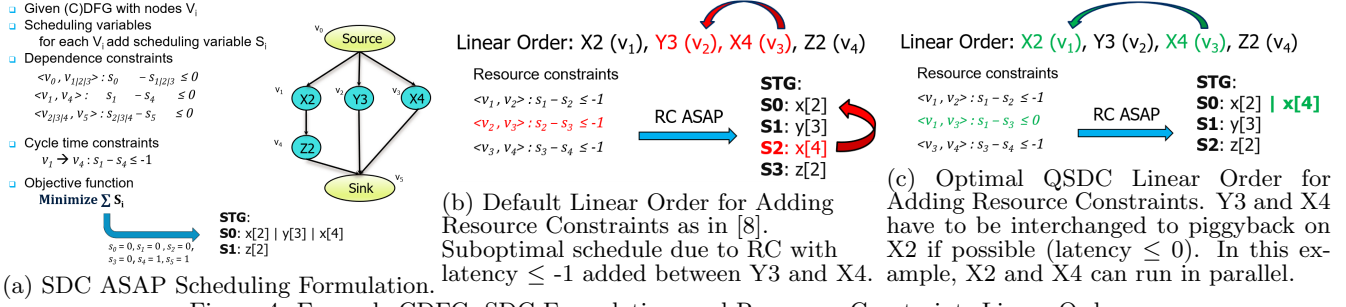 Given (C)DFG with nodes Vi
Scheduling variables
for each Vi add scheduling variable Si
Dependence constraints
<v0 , v1|2|3> : s0 – s1|2|3 ≤ 0
<v1 , v4> : s1 – s4 ≤ 0
<v2|3|4 , v5> : s2|3|4 – s5 ≤ 0
Cycle time constraints
v1 → v4 : s1 – s4 ≤ -1
Objective function
Minimize ∑ Si
s0 = 0, s1 = 0 , s2 = 0,
s3 = 0, s4 = 1, s5 = 1
STG:
S0: x[2] | y[3] | x[4]
S1: z[2]
v0
Source
v1
X2
v2
Y3
v3
X4
v4
Z2
Sink
v5
(a) SDC ASAP Scheduling Formulation.
Linear Order: X2 (v1), Y3 (v2), X4 (v3), Z2 (v4)
Resource constraints
<v1 , v2> : s1 – s2 ≤ -1
<v2 , v3> : s2 – s3 ≤ -1
<v3 , v4> : s3 – s4 ≤ -1
RC ASAP
STG:
S0: x[2]
S1: y[3]
S2: x[4]
S3: z[2]
(b) Default Linear Order for Adding
Resource Constraints as in [8].
Suboptimal schedule due to RC with
latency ≤ -1 added between Y3 and X4.
Linear Order: X2 (v1), Y3 (v2), X4 (v3), Z2 (v4)
Resource constraints
<v1 , v2> : s1 – s2 ≤ -1
<v1 , v3> : s1 – s3 ≤ 0
<v3 , v4> : s3 – s4 ≤ -1
RC ASAP
STG:
S0: x[2] | x[4]
S1: y[3]
S2: z[2]
(c) Optimal QSDC Linear Order for
Adding Resource Constraints. Y3 and X4
have to be interchanged to piggyback on
X2 if possible (latency ≤ 0). In this ex-
ample, X2 and X4 can run in parallel.